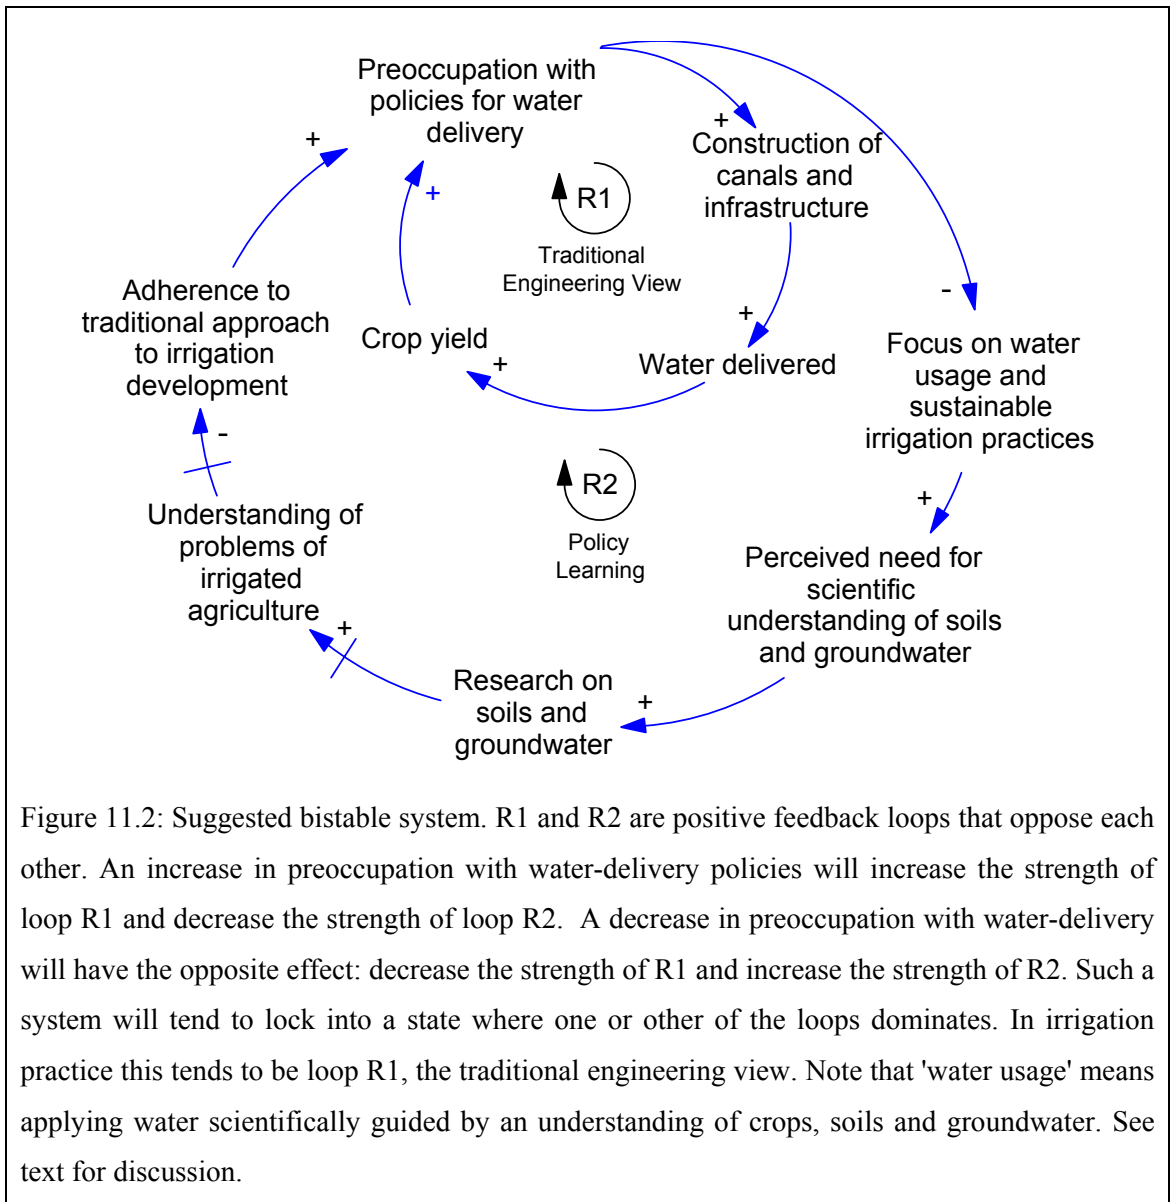 Preoccupation with
policies for water
delivery
+
+
Construction of
canals and
infrastructure
+
R1
Traditional
Engineering View
-
+
Adherence to
traditional approach
to irrigation
development
Crop yield
+
Water delivered
Focus on water
usage and
sustainable
irrigation practices
-
R2
Policy
Learning
+
Understanding of
problems of
irrigated
agriculture
Perceived need for
scientific
understanding of soils
and groundwater
+
Research on
soils and
groundwater
+
Figure 11.2: Suggested bistable system. R1 and R2 are positive feedback loops that oppose each
other. An increase in preoccupation with water-delivery policies will increase the strength of
loop R1 and decrease the strength of loop R2. A decrease in preoccupation with water-delivery
will have the opposite effect: decrease the strength of R1 and increase the strength of R2. Such a
system will tend to lock into a state where one or other of the loops dominates. In irrigation
practice this tends to be loop R1, the traditional engineering view. Note that 'water usage' means
applying water scientifically guided by an understanding of crops, soils and groundwater. See
text for discussion.